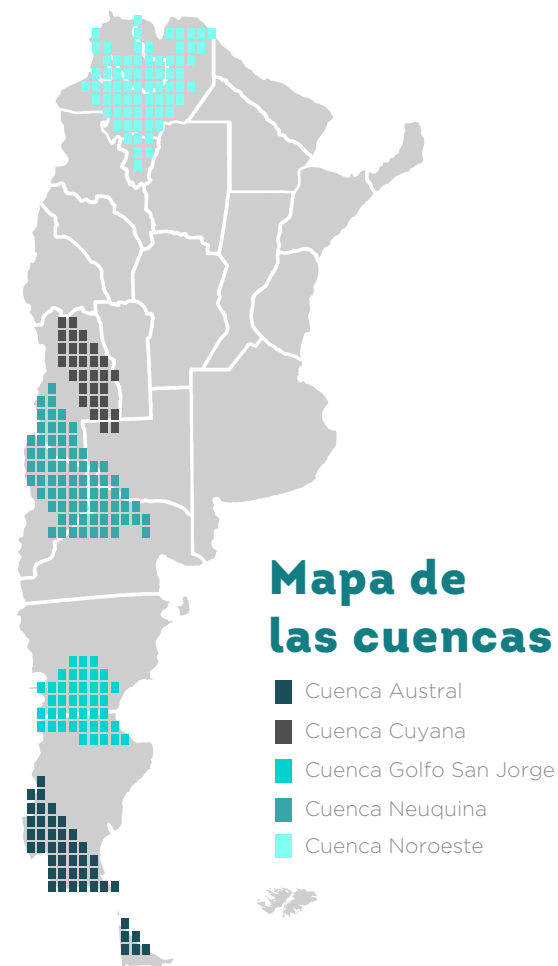 Mapa de
las cuencas
Cuenca Austral
Cuenca Cuyana
Cuenca Golfo San Jorge
Cuenca Neuquina
Cuenca Noroeste